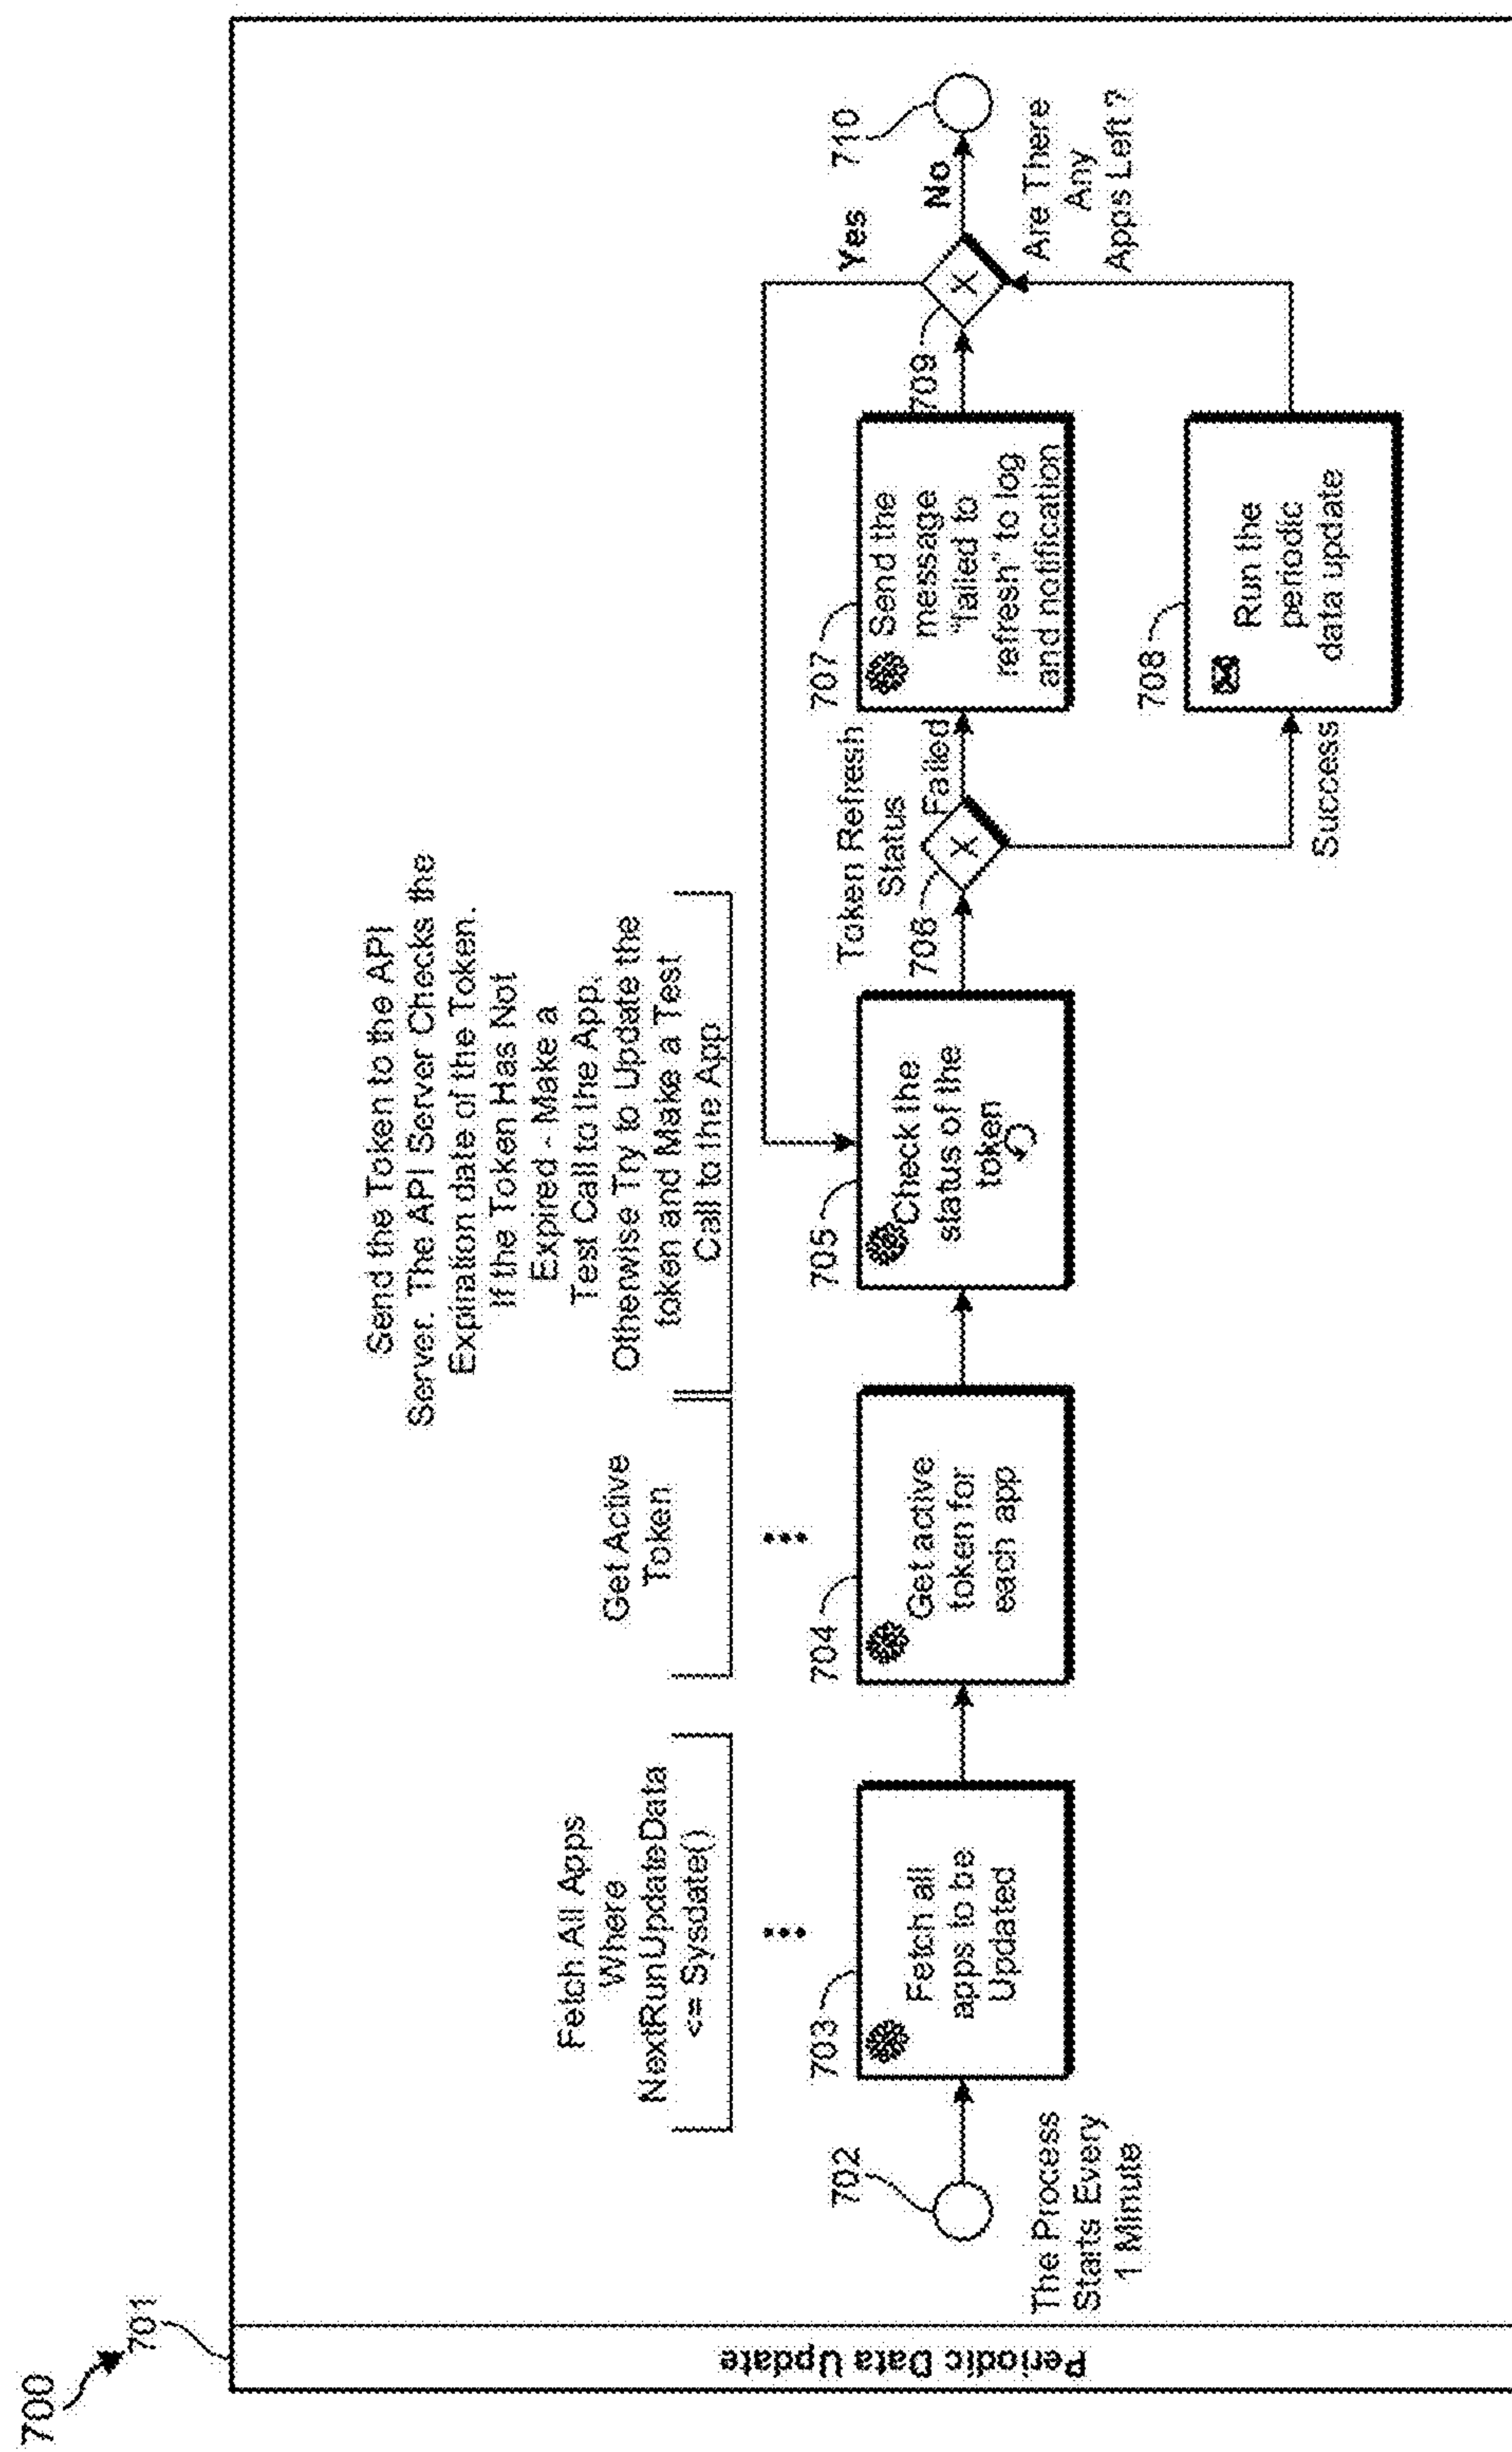 700
701
Periodic Data Update
702
The Process
Starts Every
1 Minute
Fetch All Apps
Where
NextRunUpdateData
<= Sysdate()
703
Fetch all
apps to be
Updated
Get Active
Token
704
Get active
token for
each app
Send the Token to the API
Server. The API Server Checks the
Expiration date of the Token.
If the Token Has Not
Expired - Make a
Test Call to the App.
Otherwise Try to Update the
token and Make a Test
Call to the App
705
Check the
status of the
token
Token Refresh
Status
706
X
Failed
Success
707
Send the
message
"failed to
refresh" to log
and notification
708
Run the
periodic
data update
709
X
Yes
No
Are There
Any
Apps Left ?
710